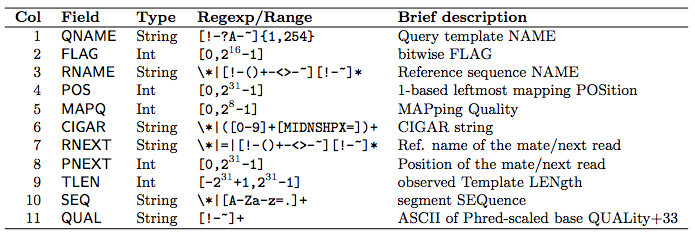 Col Field Type Regexp/Range Brief description
1 QNAME String [!-?A-~]{1,254} Query template NAME
2 FLAG Int [0,2^16-1] bitwise FLAG
3 RNAME String \*|[!-()+-<>-~][!-~]* Reference sequence NAME
4 POS Int [0,2^31-1] 1-based leftmost mapping POSition
5 MAPQ Int [0,2^8-1] MAPping Quality
6 CIGAR String \*|([0-9]+[MIDNSHPX=])+ CIGAR string
7 RNEXT String \*|=|[!-()+-<>-~][!-~]* Ref. name of the mate/next read
8 PNEXT Int [0,2^31-1] Position of the mate/next read
9 TLEN Int [-2^31+1,2^31-1] observed Template LENgth
10 SEQ String \*|[A-Za-z=.]+ segment SEQuence
11 QUAL String [!-~]+ ASCII of Phred-scaled base QUALity+33